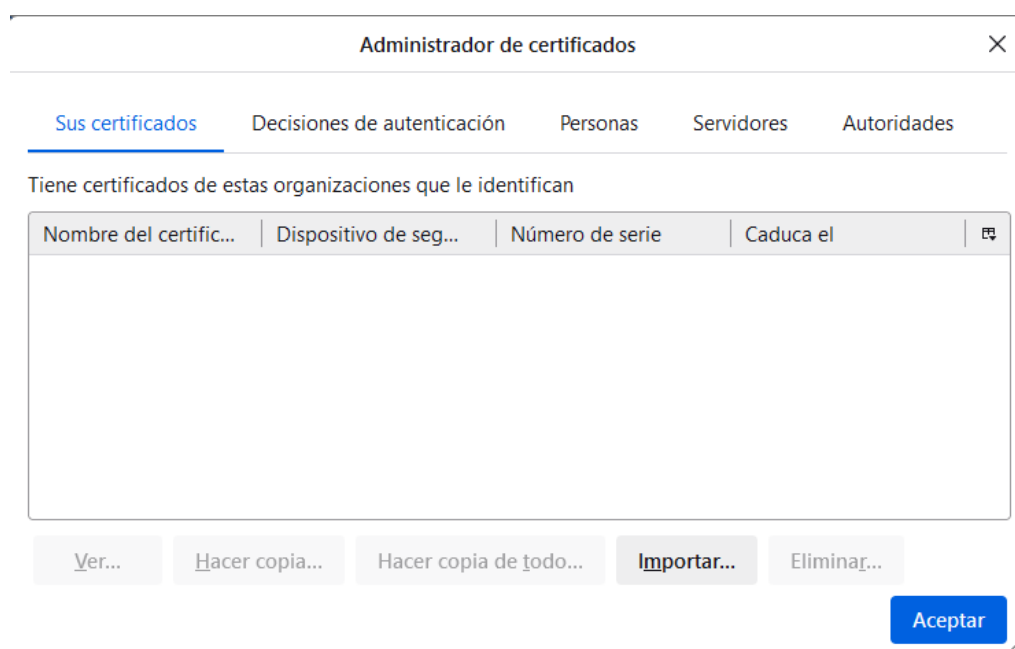 Administrador de certificados
Sus certificados Decisiones de autenticación Personas Servidores Autoridades
Tiene certificados de estas organizaciones que le identifican
Nombre del certific... Dispositivo de seg... Número de serie Caduca el
Ver... Hacer copia... Hacer copia de todo... Importar... Eliminar...
Aceptar